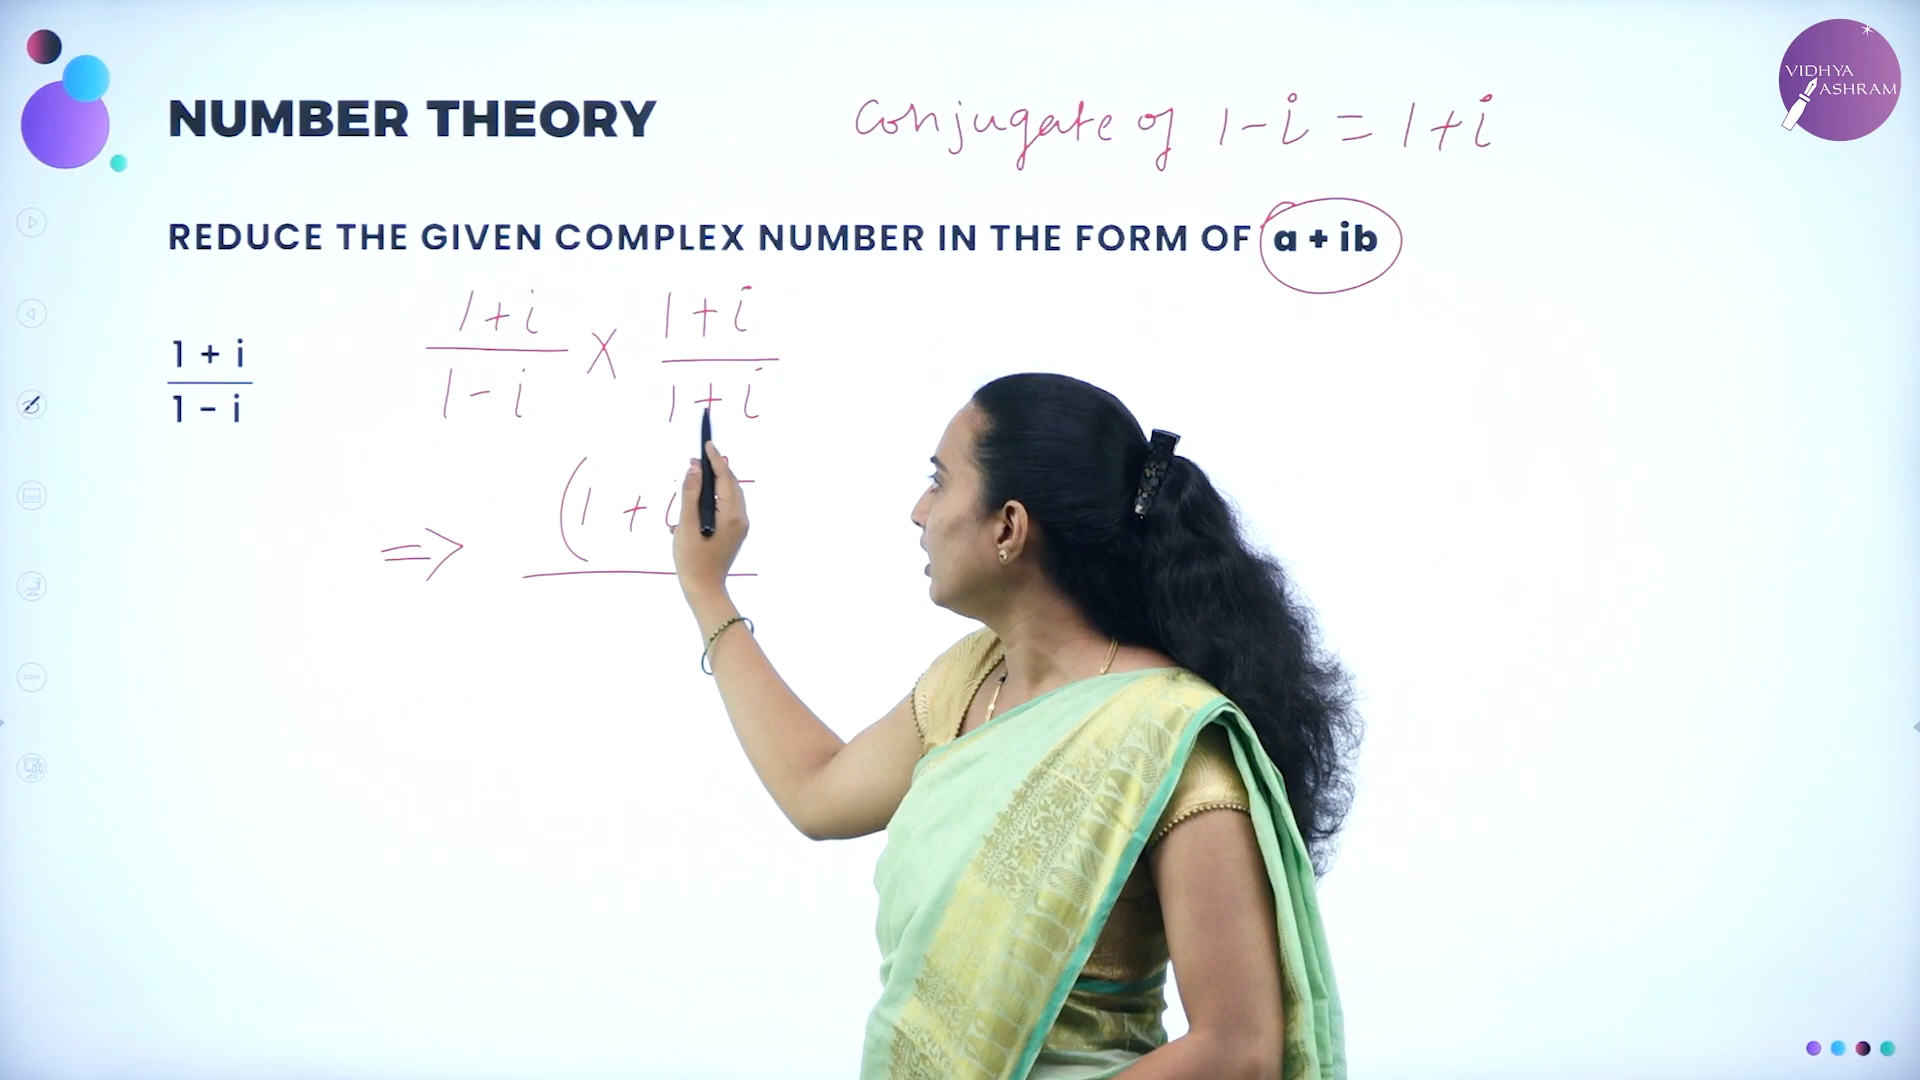 VIDHYA
ASHRAM
NUMBER THEORY
Conjugate of 1-i = 1+i
REDUCE THE GIVEN COMPLEX NUMBER IN THE FORM OF a + ib
1 + i
1 - i
1+i
1-i
X
1+i
1+i
=> (1 + i